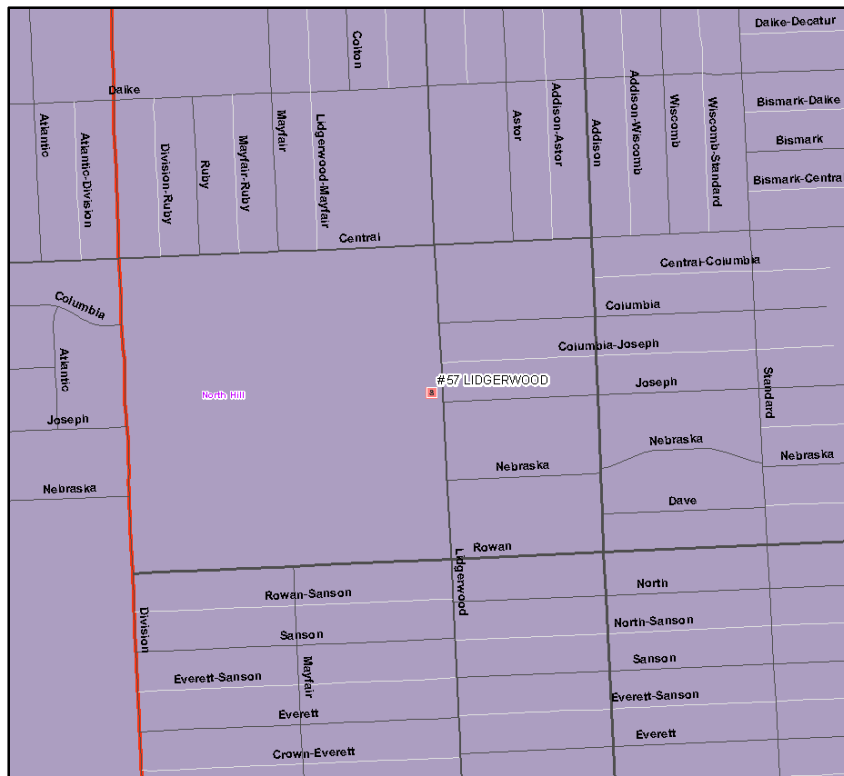 Daike-Decatur
Colton
Daike
Atlantic
Atlantic-Division
Division-Ruby
Ruby
Mayfair-Ruby
Mayfair
Lidgerwood-Mayfair
Astor
Addison-Astor
Addison
Addison-Wiscomb
Wiscomb
Wiscomb-Standard
Bismark-Daike
Bismark
Bismark-Centra
Central
Central-Columbia
Columbia
Columbia
Columbia-Joseph
Atlantic
#57 LIDGERWOOD
Joseph
Standard
North Hill
Joseph
Nebraska
Nebraska
Nebraska
Nebraska
Dave
Rowan
Lidgerwood
Rowan-Sanson
North
Division
Sanson
North-Sanson
Mayfair
Everett-Sanson
Sanson
Everett-Sanson
Everett
Everett
Crown-Everett